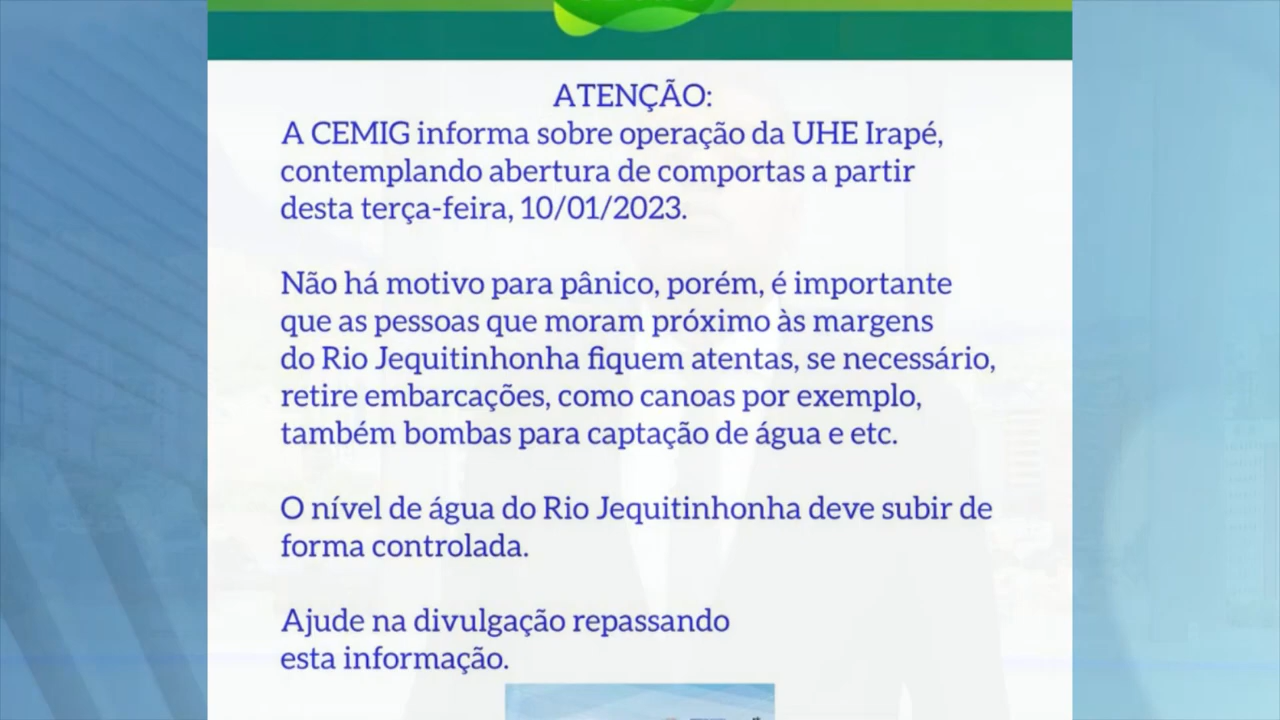 ATENÇÃO:
A CEMIG informa sobre operação da UHE Irapé,
contemplando abertura de comportas a partir
desta terça-feira, 10/01/2023.
Não há motivo para pânico, porém, é importante
que as pessoas que moram próximo às margens
do Rio Jequitinhonha fiquem atentas, se necessário,
retire embarcações, como canoas por exemplo,
também bombas para captação de água e etc.
O nível de água do Rio Jequitinhonha deve subir de
forma controlada.
Ajude na divulgação repassando
esta informação.